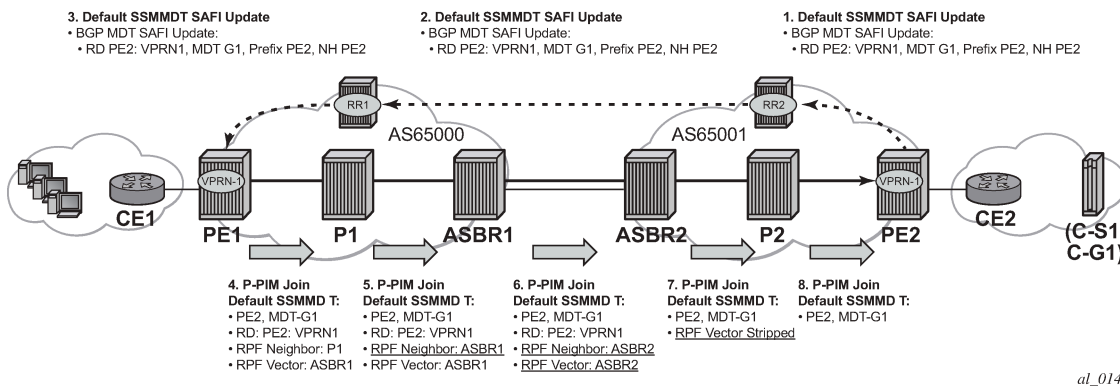 3. Default SSMMDT SAFI Update
• BGP MDT SAFI Update:
• RD PE2: VPRN1, MDT G1, Prefix PE2, NH PE2
2. Default SSMMDT SAFI Update
• BGP MDT SAFI Update:
• RD PE2: VPRN1, MDT G1, Prefix PE2, NH PE2
1. Default SSMMDT SAFI Update
• BGP MDT SAFI Update:
• RD PE2: VPRN1, MDT G1, Prefix PE2, NH PE2
RR1
RR2
AS65000
AS65001
VPRN-1
VPRN-1
CE1
PE1
P1
ASBR1
ASBR2
P2
PE2
CE2
(C-S1
C-G1)
4. P-PIM Join
Default SSMMD T:
• PE2, MDT-G1
• RD: PE2: VPRN1
• RPF Neighbor: P1
• RPF Vector: ASBR1
5. P-PIM Join
Default SSMMD T:
• PE2, MDT-G1
• RD: PE2: VPRN1
• RPF Neighbor: ASBR1
• RPF Vector: ASBR1
6. P-PIM Join
Default SSMMD T:
• PE2, MDT-G1
• RD: PE2: VPRN1
• RPF Neighbor: ASBR2
• RPF Vector: ASBR2
7. P-PIM Join
Default SSMMD T:
• PE2, MDT-G1
• RPF Vector Stripped
8. P-PIM Join
Default SSMMD T:
• PE2, MDT-G1
al_014